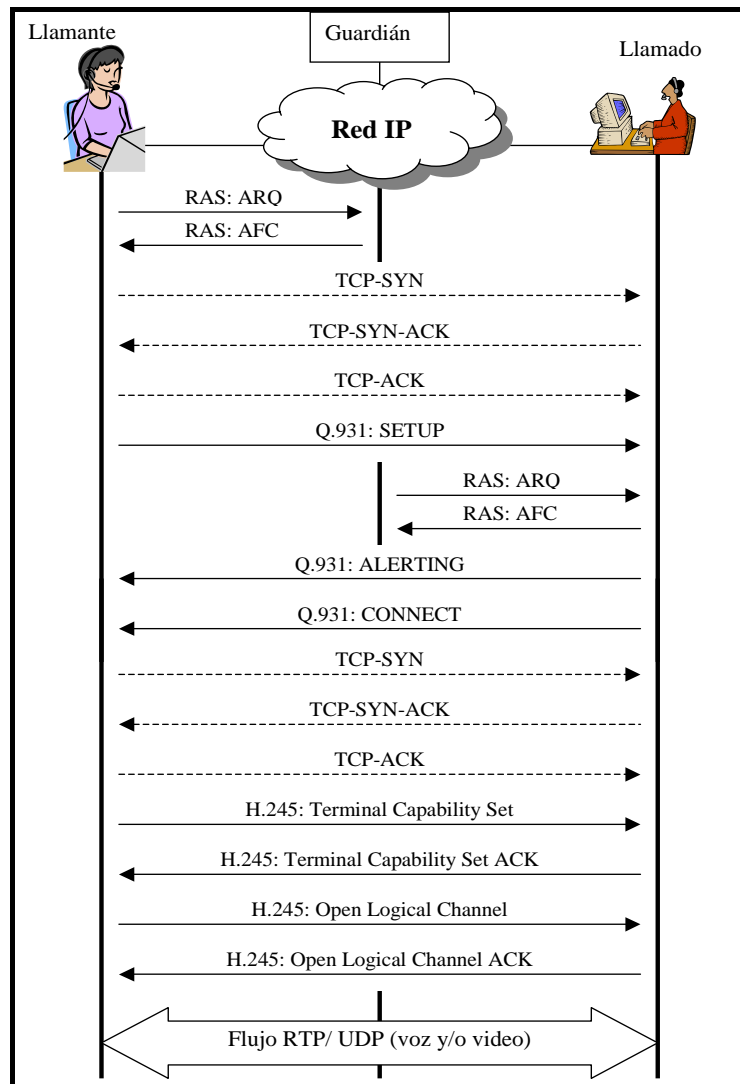 Llamante
Guardián
Llamado
Red IP
RAS: ARQ
RAS: AFC
TCP-SYN
TCP-SYN-ACK
TCP-ACK
Q.931: SETUP
RAS: ARQ
RAS: AFC
Q.931: ALERTING
Q.931: CONNECT
TCP-SYN
TCP-SYN-ACK
TCP-ACK
H.245: Terminal Capability Set
H.245: Terminal Capability Set ACK
H.245: Open Logical Channel
H.245: Open Logical Channel ACK
Flujo RTP/ UDP (voz y/o video)